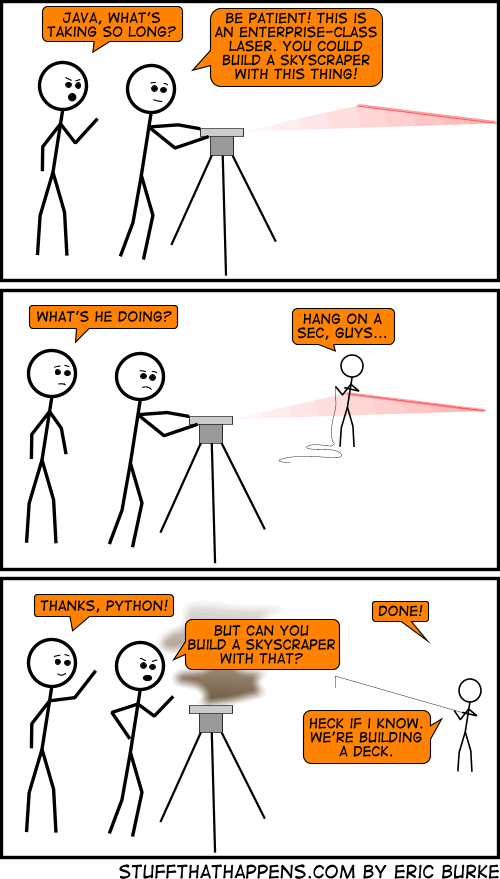 JAVA, WHAT'S
TAKING SO LONG?
BE PATIENT! THIS IS
AN ENTERPRISE-CLASS
LASER. YOU COULD
BUILD A SKYSCRAPER
WITH THIS THING!
WHAT'S HE DOING?
HANG ON A
SEC, GUYS...
THANKS, PYTHON!
BUT CAN YOU
BUILD A SKYSCRAPER
WITH THAT?
DONE!
HECK IF I KNOW.
WE'RE BUILDING
A DECK.
STUFFTHATHAPPENS.COM BY ERIC BURKE